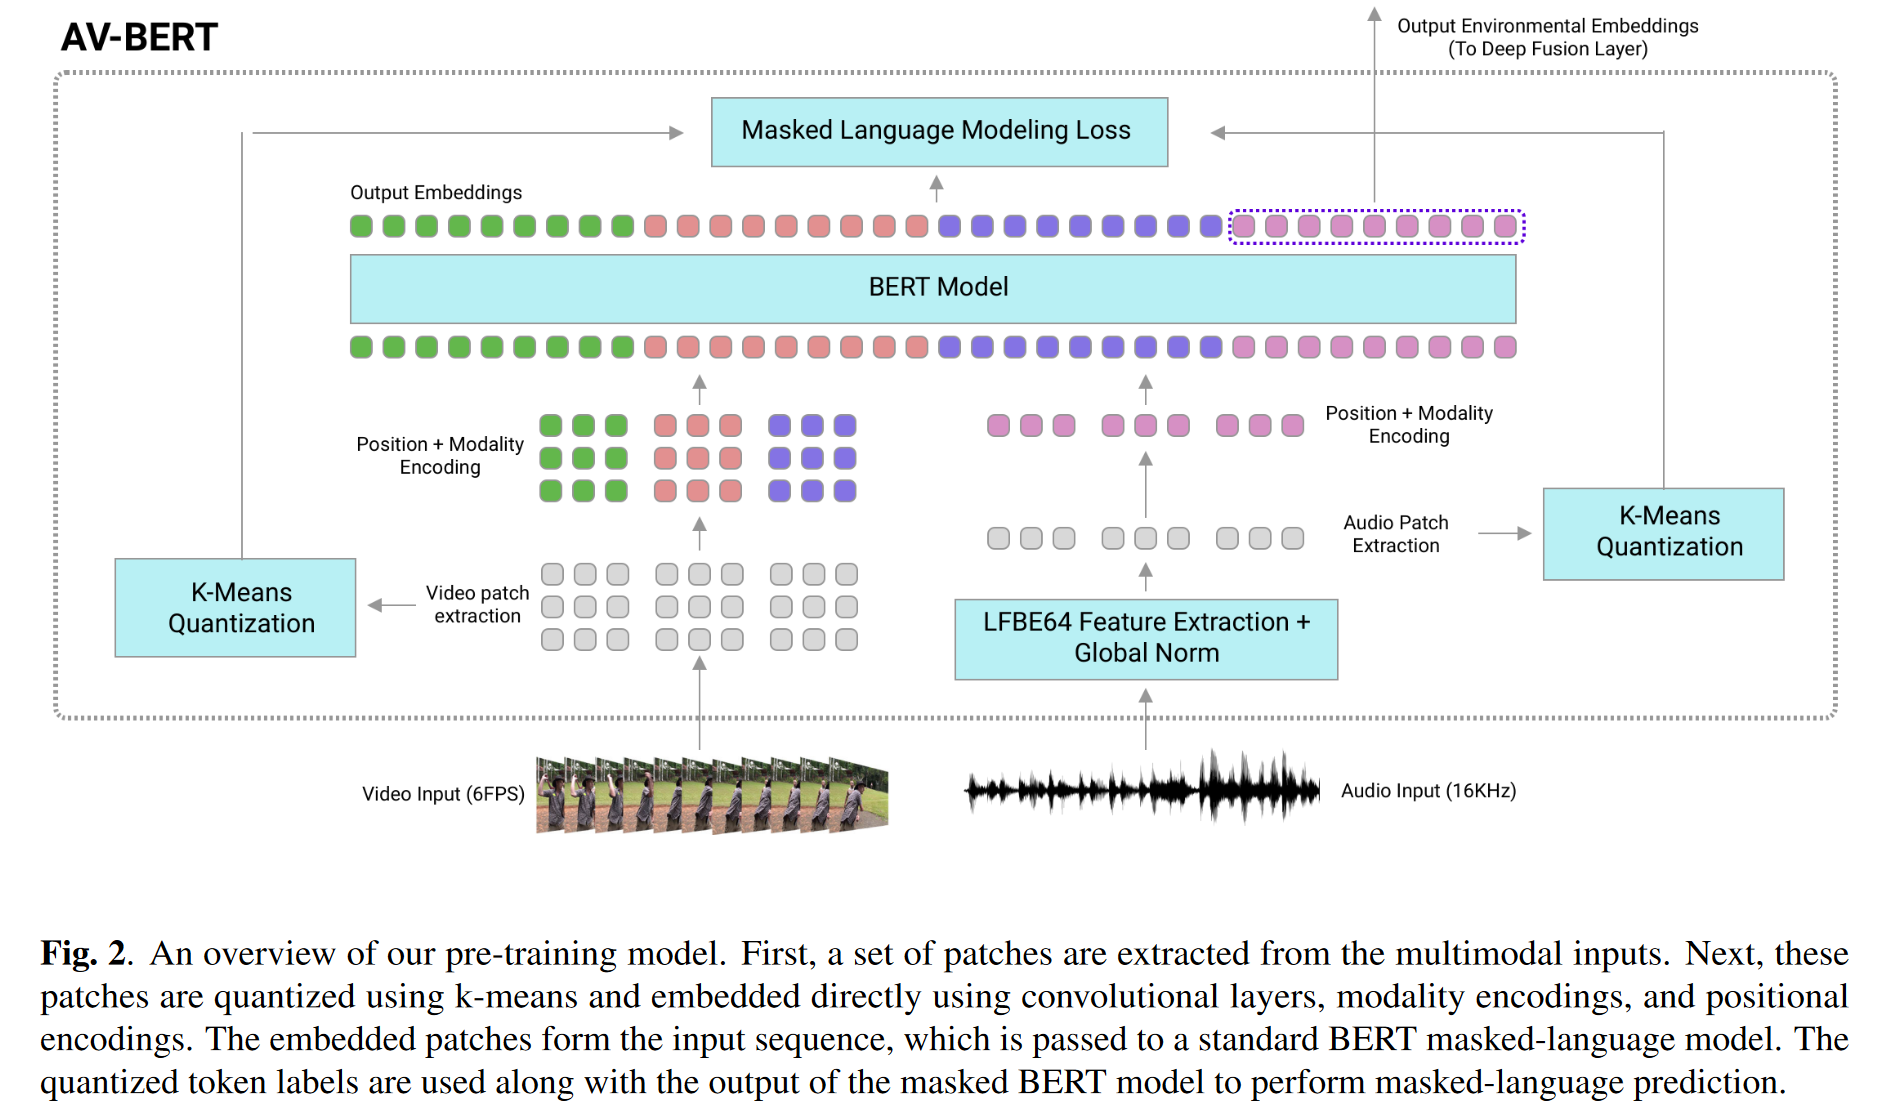 AV-BERT
Output Environmental Embeddings
(To Deep Fusion Layer)
Masked Language Modeling Loss
Output Embeddings
BERT Model
Position + Modality
Encoding
Position + Modality
Encoding
K-Means
Quantization
Video patch
extraction
Audio Patch
Extraction
K-Means
Quantization
LFBE64 Feature Extraction +
Global Norm
Video Input (6FPS)
Audio Input (16KHz)
Fig. 2. An overview of our pre-training model. First, a set of patches are extracted from the multimodal inputs. Next, these
patches are quantized using k-means and embedded directly using convolutional layers, modality encodings, and positional
encodings. The embedded patches form the input sequence, which is passed to a standard BERT masked-language model. The
quantized token labels are used along with the output of the masked BERT model to perform masked-language prediction.